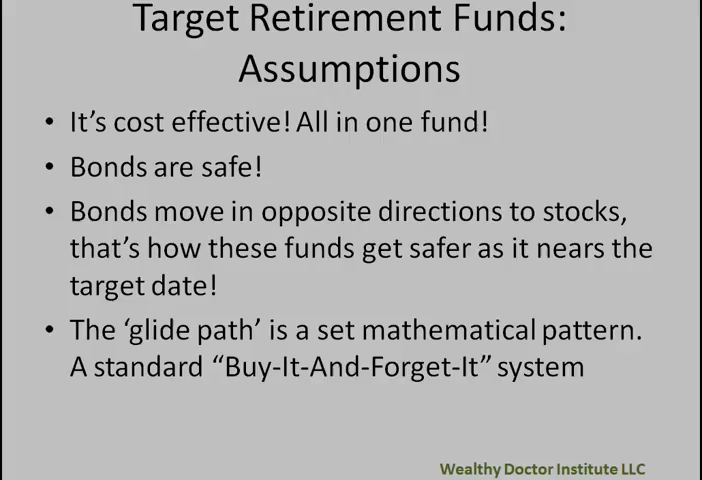 Target Retirement Funds:
Assumptions
• It's cost effective! All in one fund!
• Bonds are safe!
• Bonds move in opposite directions to stocks,
that's how these funds get safer as it nears the
target date!
• The ‘glide path’ is a set mathematical pattern.
A standard “Buy-It-And-Forget-It” system
Wealthy Doctor Institute LLC